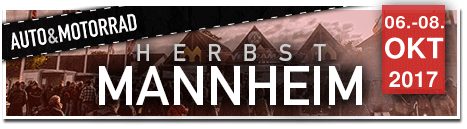 AUTO&MOTORRAD
HERBST
MANNHEIM
06.-08.
OKT
2017